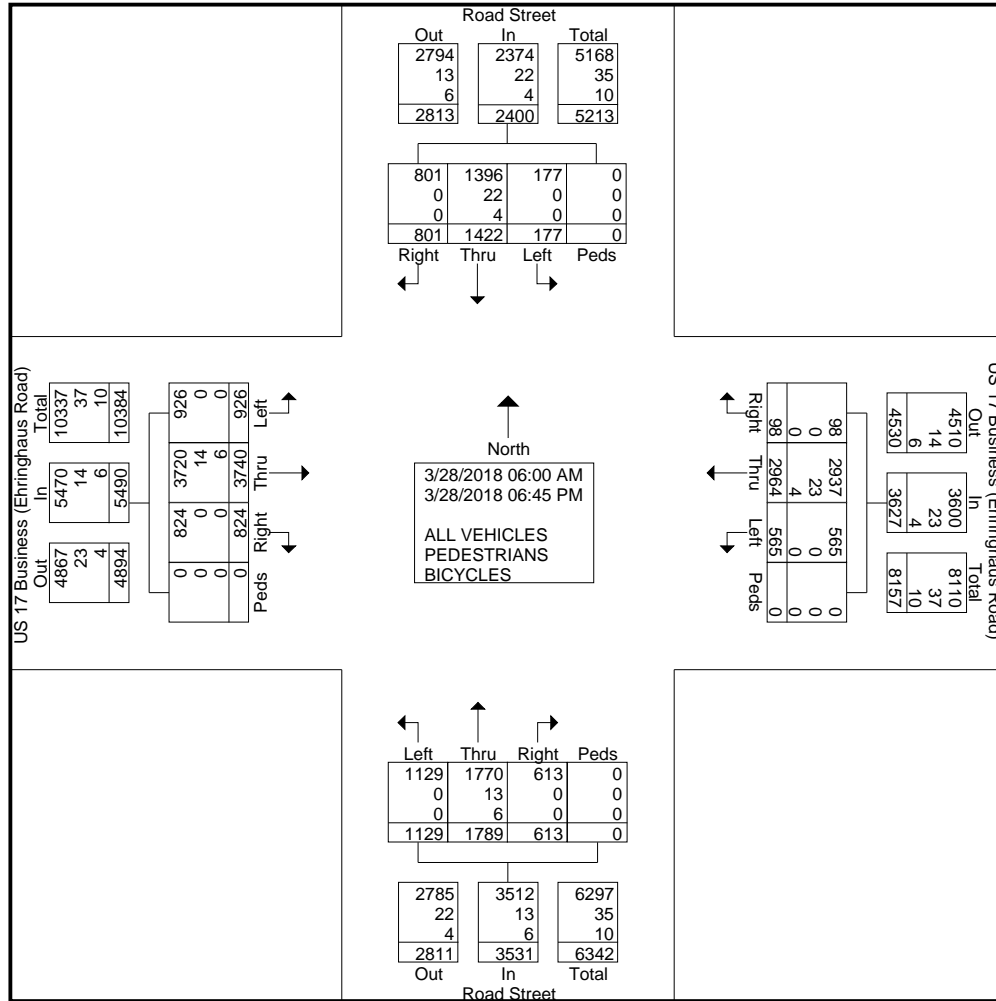 Road Street
Out In Total
2794 2374 5168
13 22 35
6 4 10
2813 2400 5213
801 1396 177 0
0 22 0 0
0 4 0 0
801 1422 177 0
Right Thru Left Peds
US 17 Business (Ehringhaus Road)
Total In Out
10337 5470 4867
37 14 23
10 6 4
10384 5490 4894
Left Thru Right Peds
926 3720 824 0
0 14 0 0
0 6 0 0
926 3740 824 0
North
3/28/2018 06:00 AM
3/28/2018 06:45 PM
ALL VEHICLES
PEDESTRIANS
BICYCLES
US 17 Business (Ehringhaus Road)
Out In Total
4510 3600 8110
14 23 37
6 4 10
4530 3627 8157
98 2937 565 0
0 23 0 0
0 4 0 0
98 2964 565 0
Right Thru Left Peds
Left Thru Right Peds
1129 1770 613 0
0 13 0 0
0 6 0 0
1129 1789 613 0
2785 3512 6297
22 13 35
4 6 10
2811 3531 6342
Out In Total
Road Street